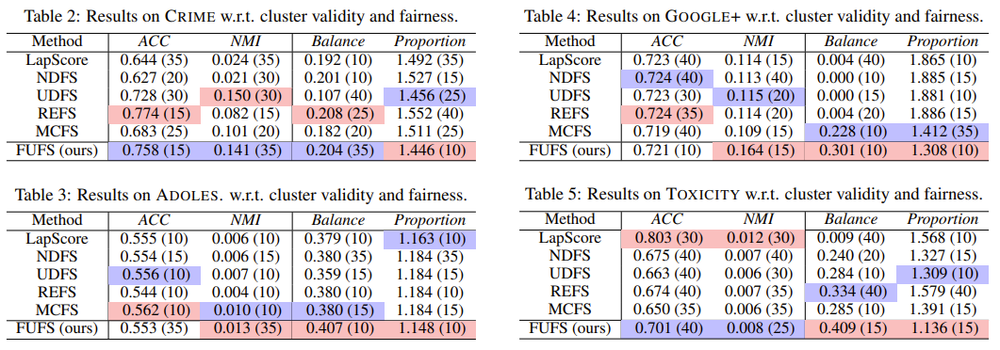 Table 2: Results on CRIME w.r.t. cluster validity and fairness.
Method ACC NMI Balance Proportion
LapScore 0.644 (35) 0.024 (35) 0.192 (10) 1.492 (35)
NDFS 0.627 (20) 0.021 (30) 0.201 (10) 1.527 (15)
UDFS 0.728 (30) 0.150 (30) 0.107 (40) 1.456 (25)
REFS 0.774 (15) 0.082 (15) 0.208 (25) 1.552 (40)
MCFS 0.683 (25) 0.101 (20) 0.182 (20) 1.511 (25)
FUFS (ours) 0.758 (15) 0.141 (35) 0.204 (35) 1.446 (10)
Table 3: Results on ADOLES. w.r.t. cluster validity and fairness.
Method ACC NMI Balance Proportion
LapScore 0.555 (10) 0.006 (10) 0.379 (10) 1.163 (10)
NDFS 0.554 (15) 0.006 (15) 0.380 (35) 1.184 (35)
UDFS 0.556 (10) 0.007 (10) 0.359 (15) 1.184 (15)
REFS 0.544 (10) 0.004 (10) 0.380 (10) 1.184 (10)
MCFS 0.562 (10) 0.010 (10) 0.380 (15) 1.184 (15)
FUFS (ours) 0.553 (35) 0.013 (35) 0.407 (10) 1.148 (10)
Table 4: Results on GOOGLE+ w.r.t. cluster validity and fairness.
Method ACC NMI Balance Proportion
LapScore 0.723 (40) 0.114 (15) 0.004 (40) 1.865 (10)
NDFS 0.724 (40) 0.113 (40) 0.000 (10) 1.885 (15)
UDFS 0.723 (30) 0.115 (20) 0.000 (15) 1.881 (10)
REFS 0.724 (35) 0.114 (20) 0.004 (20) 1.886 (15)
MCFS 0.719 (40) 0.109 (15) 0.228 (10) 1.412 (35)
FUFS (ours) 0.721 (10) 0.164 (15) 0.301 (10) 1.308 (10)
Table 5: Results on TOXICITY w.r.t. cluster validity and fairness.
Method ACC NMI Balance Proportion
LapScore 0.803 (30) 0.012 (30) 0.009 (40) 1.568 (10)
NDFS 0.675 (40) 0.007 (40) 0.240 (20) 1.327 (15)
UDFS 0.663 (40) 0.006 (30) 0.284 (10) 1.309 (10)
REFS 0.674 (40) 0.007 (35) 0.334 (40) 1.579 (40)
MCFS 0.650 (35) 0.006 (35) 0.285 (10) 1.391 (15)
FUFS (ours) 0.701 (40) 0.008 (25) 0.409 (15) 1.136 (15)